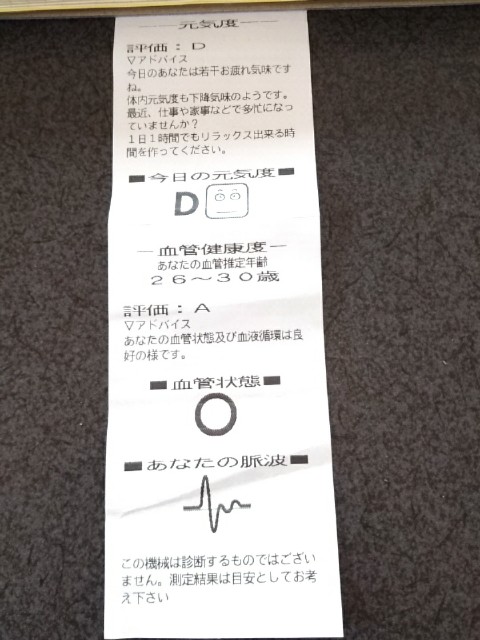 元気度
評価：D
▽アドバイス
今日のあなたは若干お疲れ気味です
ね。
体内元気度も下降気味のようです。
最近、仕事や家事などで多忙になっ
ていませんか？
１日１時間でもリラックス出来る時
間を作ってください。
■今日の元気度■
D
血管健康度
あなたの血管推定年齢
２６～３０歳
評価：A
▽アドバイス
あなたの血管状態及び血液循環は良
好の様です。
■血管状態■
■あなたの脈波■
この機械は診断するものではござい
ません。測定結果は目安としてお考
え下さい